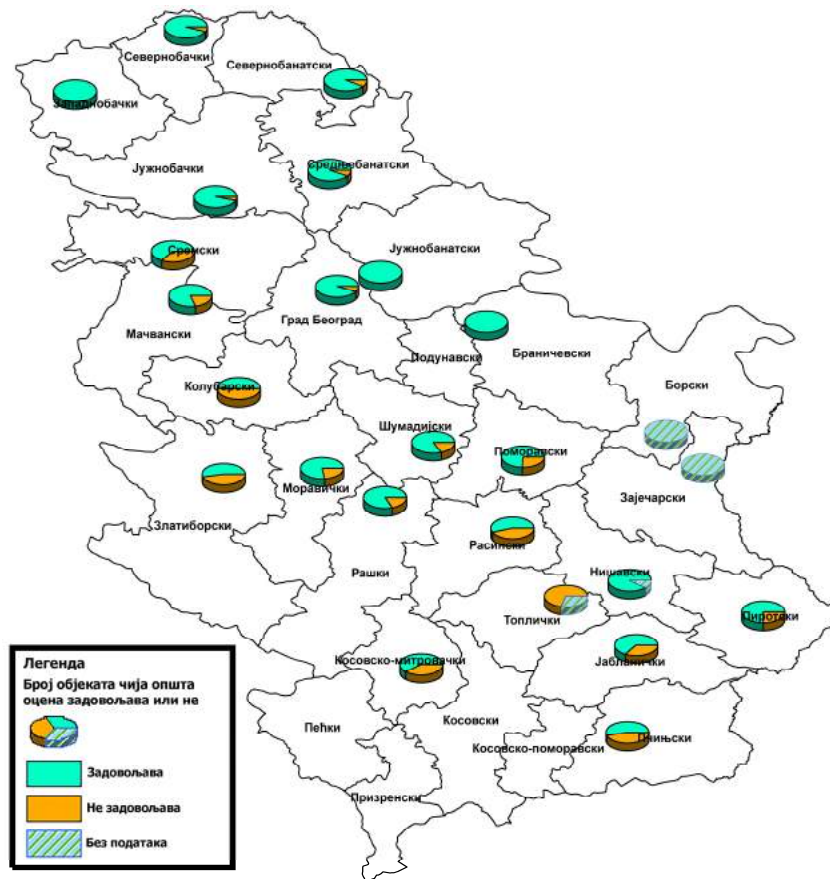 Севернобачки
Севернобанатски
Западнобачки
Јужнобачки
Средњебанатски
Сремски
Јужнобанатски
Град Београд
Мачвански
Подунавски
Браничевски
Колубарски
Борски
Шумадијски
Поморавски
Моравички
Златиборски
Зајечарски
Расински
Рашки
Нишавски
Топлички
Пиротски
Јабланички
Косовско-митровачки
Пећки
Косовски
Косовско-поморавски
Пчињски
Призренски
Легенда
Број објеката чија општа
оцена задовољава или не
Задовољава
Не задовољава
Без података